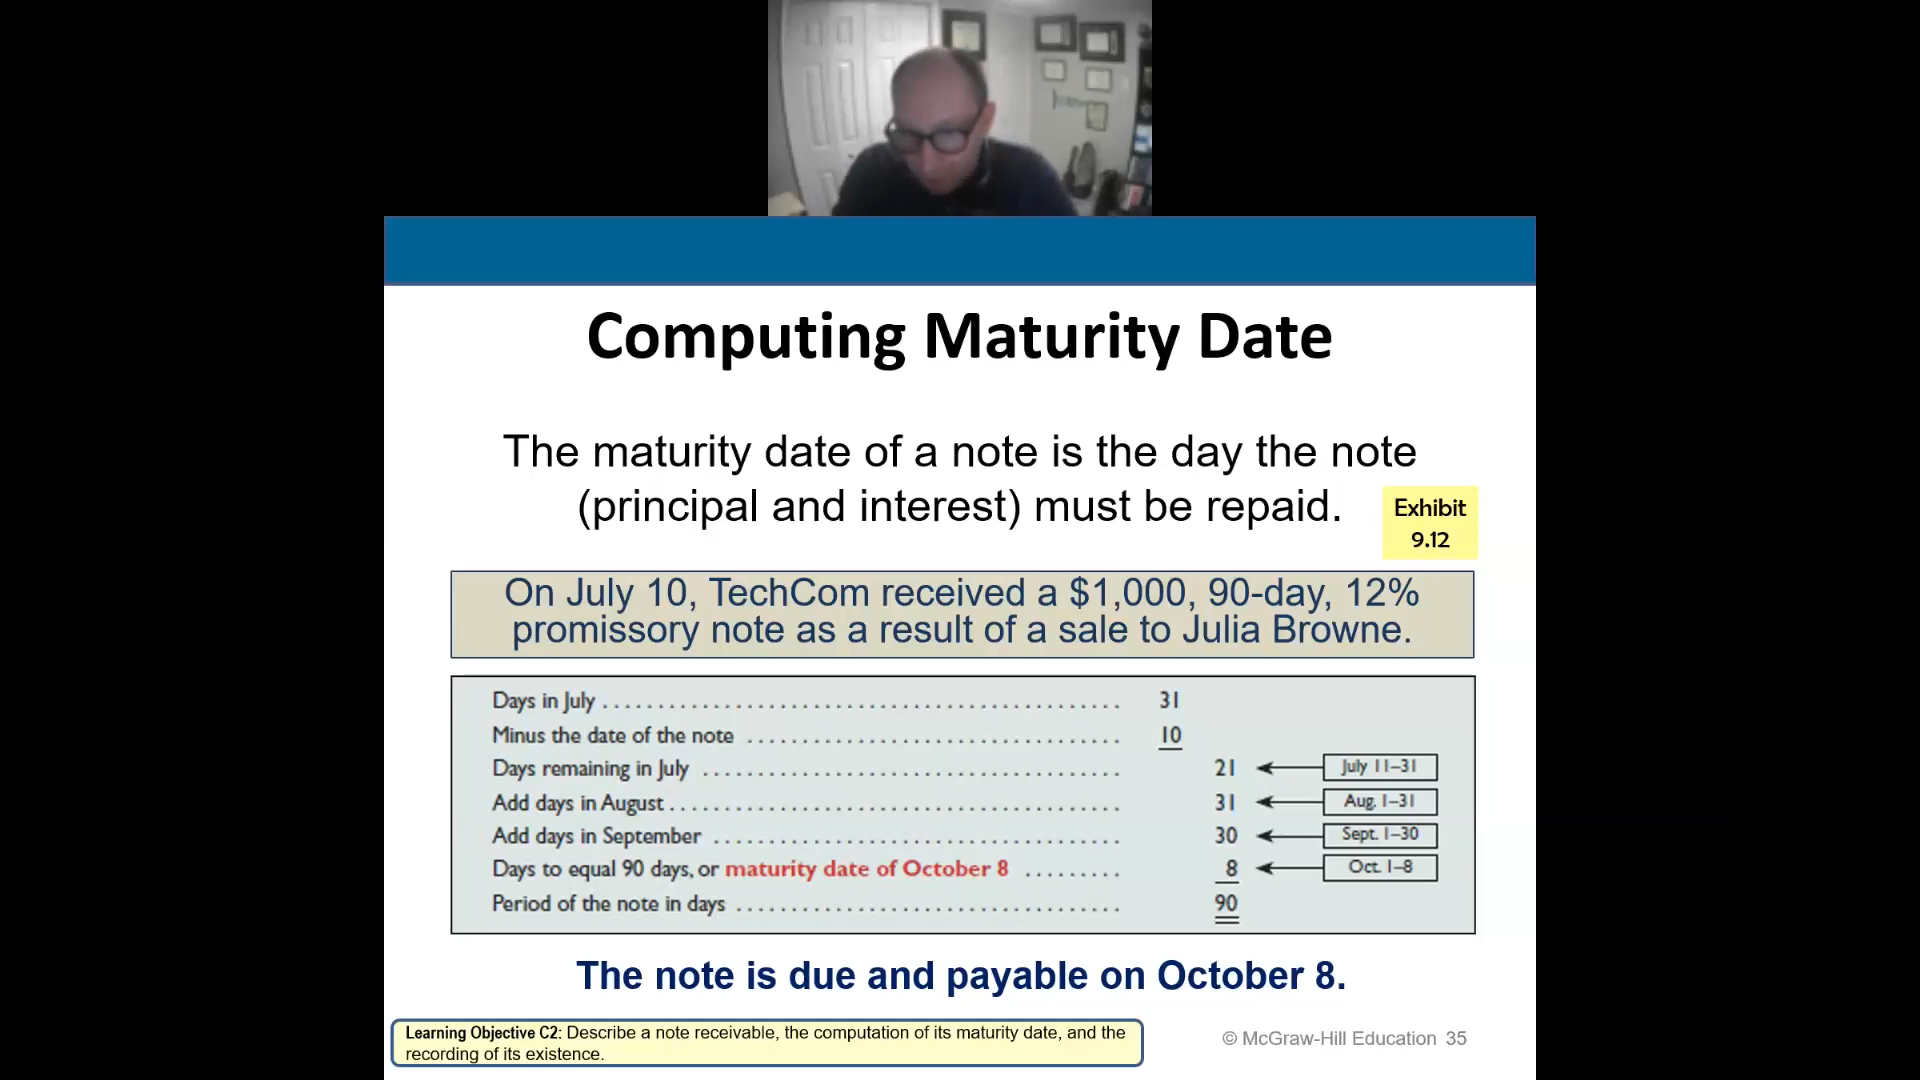 Computing Maturity Date
The maturity date of a note is the day the note
(principal and interest) must be repaid.
Exhibit
9.12
On July 10, TechCom received a $1,000, 90-day, 12%
promissory note as a result of a sale to Julia Browne.
Days in July . . . . . . . . . . . . . . . . . . . . 31
Minus the date of the note . . . . . . . . . . . . . . . . . . . . 10
Days remaining in July . . . . . . . . . . . . . . . . . . . . 21 July 11–31
Add days in August . . . . . . . . . . . . . . . . . . . . 31 Aug. 1–31
Add days in September . . . . . . . . . . . . . . . . . . . . 30 Sept. 1–30
Days to equal 90 days, or maturity date of October 8 . . . . . . . . . 8 Oct. 1–8
Period of the note in days . . . . . . . . . . . . . . . . . . . . 90
The note is due and payable on October 8.
Learning Objective C2: Describe a note receivable, the computation of its maturity date, and the
recording of its existence.
© McGraw-Hill Education 35